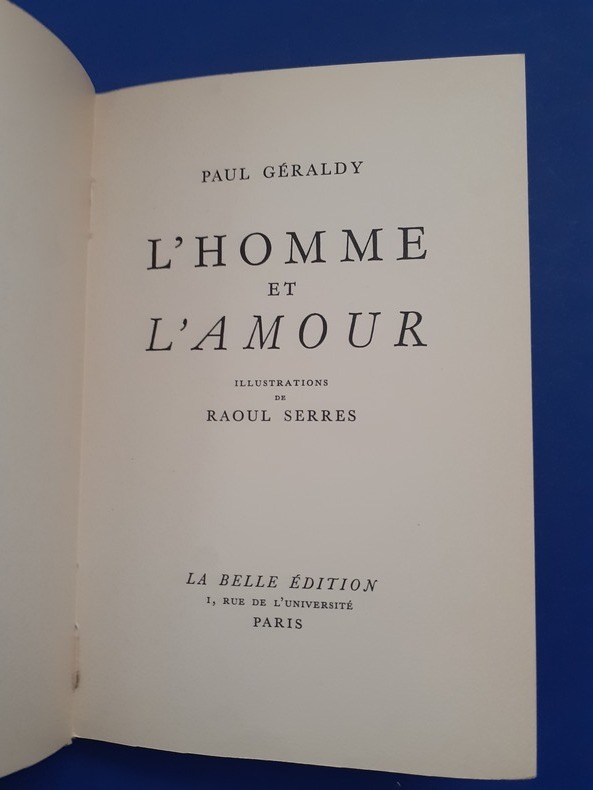 PAUL GÉRALDY
L'HOMME
ET
L'AMOUR
ILLUSTRATIONS
DE
RAOUL SERRES
LA BELLE ÉDITION
1, RUE DE L'UNIVERSITÉ
PARIS